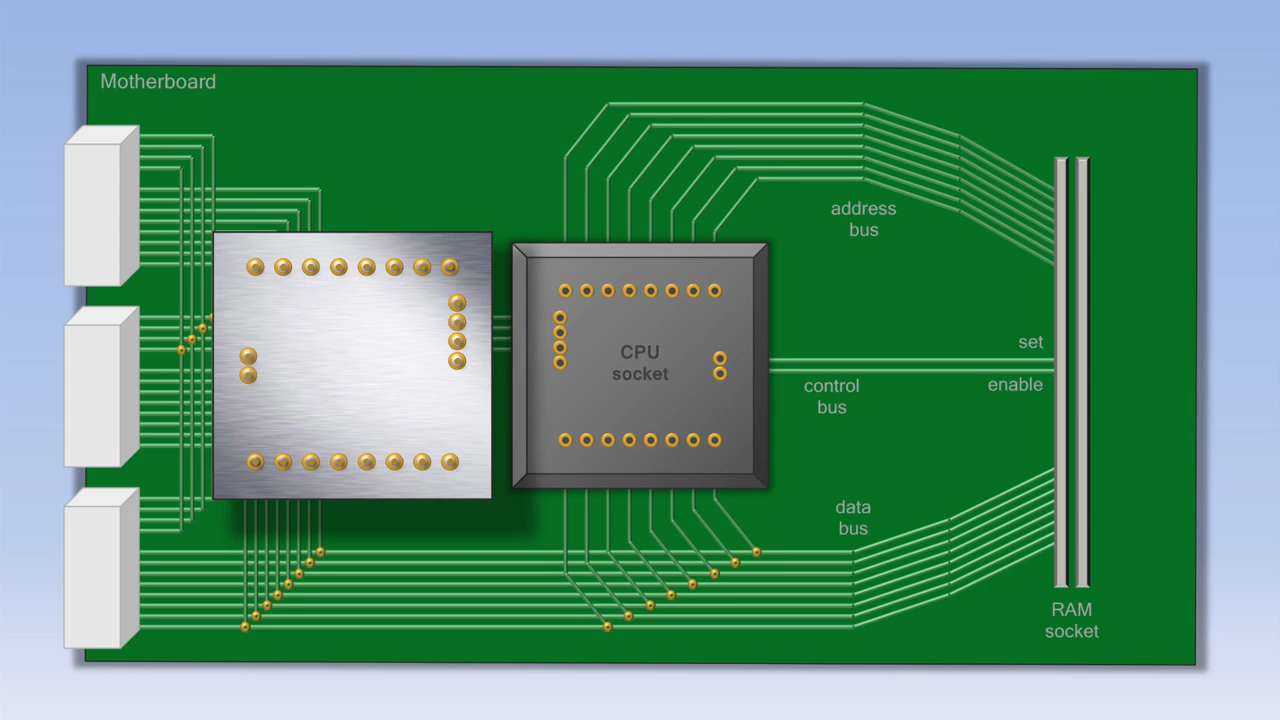 Motherboard
address
bus
set
CPU
socket
control
bus
enable
data
bus
RAM
socket